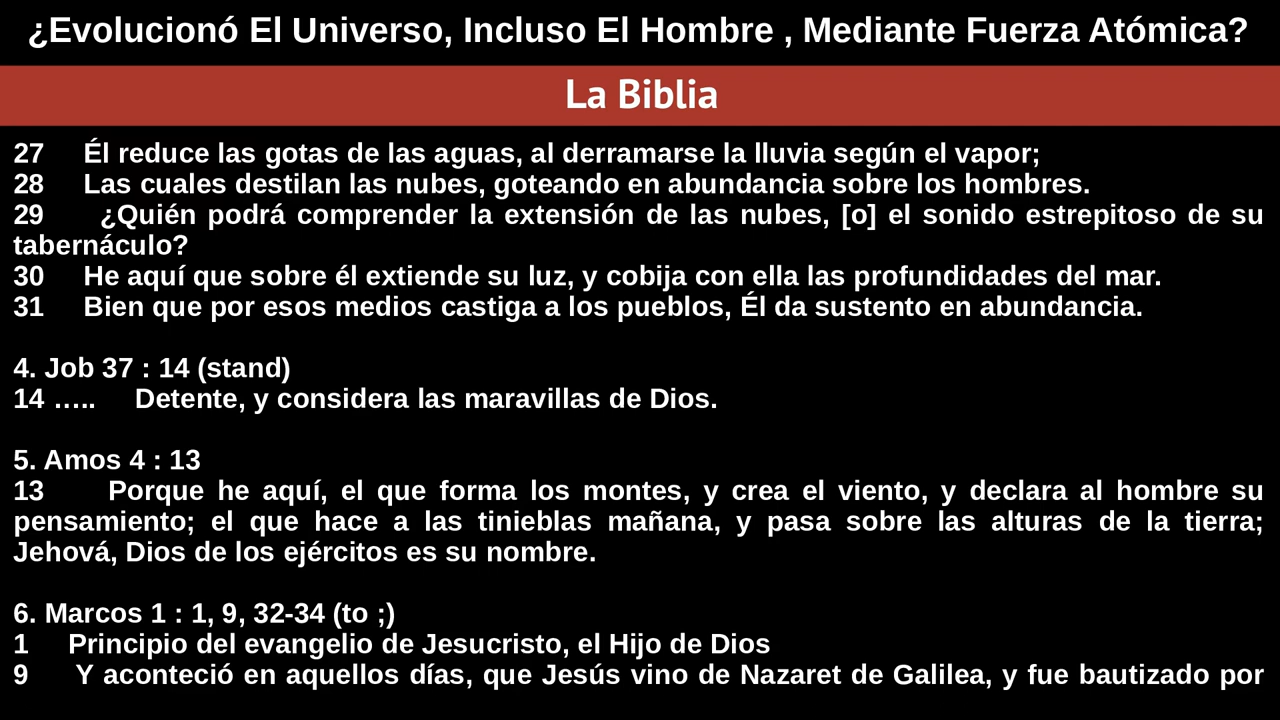 ¿Evolucionó El Universo, Incluso El Hombre , Mediante Fuerza Atómica?
La Biblia
27 Él reduce las gotas de las aguas, al derramarse la lluvia según el vapor;
28 Las cuales destilan las nubes, goteando en abundancia sobre los hombres.
29 ¿Quién podrá comprender la extensión de las nubes, [o] el sonido estrepitoso de su
tabernáculo?
30 He aquí que sobre él extiende su luz, y cobija con ella las profundidades del mar.
31 Bien que por esos medios castiga a los pueblos, Él da sustento en abundancia.
4. Job 37 : 14 (stand)
14 ….. Detente, y considera las maravillas de Dios.
5. Amos 4 : 13
13 Porque he aquí, el que forma los montes, y crea el viento, y declara al hombre su
pensamiento; el que hace a las tinieblas mañana, y pasa sobre las alturas de la tierra;
Jehová, Dios de los ejércitos es su nombre.
6. Marcos 1 : 1, 9, 32-34 (to ;)
1 Principio del evangelio de Jesucristo, el Hijo de Dios
9 Y aconteció en aquellos días, que Jesús vino de Nazaret de Galilea, y fue bautizado por